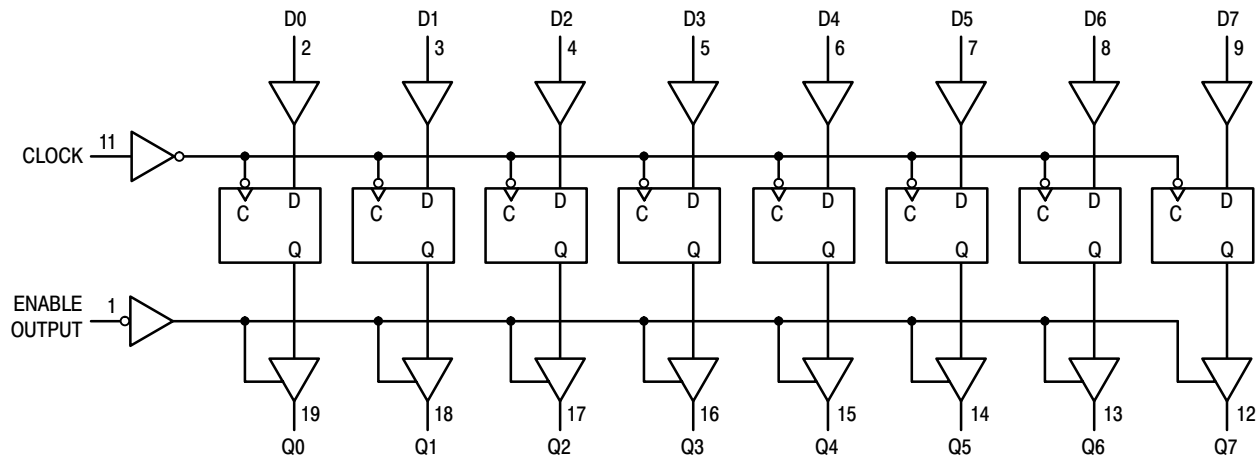 D0 D1 D2 D3 D4 D5 D6 D7
2 3 4 5 6 7 8 9
CLOCK 11
C D C D C D C D C D C D C D C D
Q Q Q Q Q Q Q Q
ENABLE OUTPUT 1
19 18 17 16 15 14 13 12
Q0 Q1 Q2 Q3 Q4 Q5 Q6 Q7